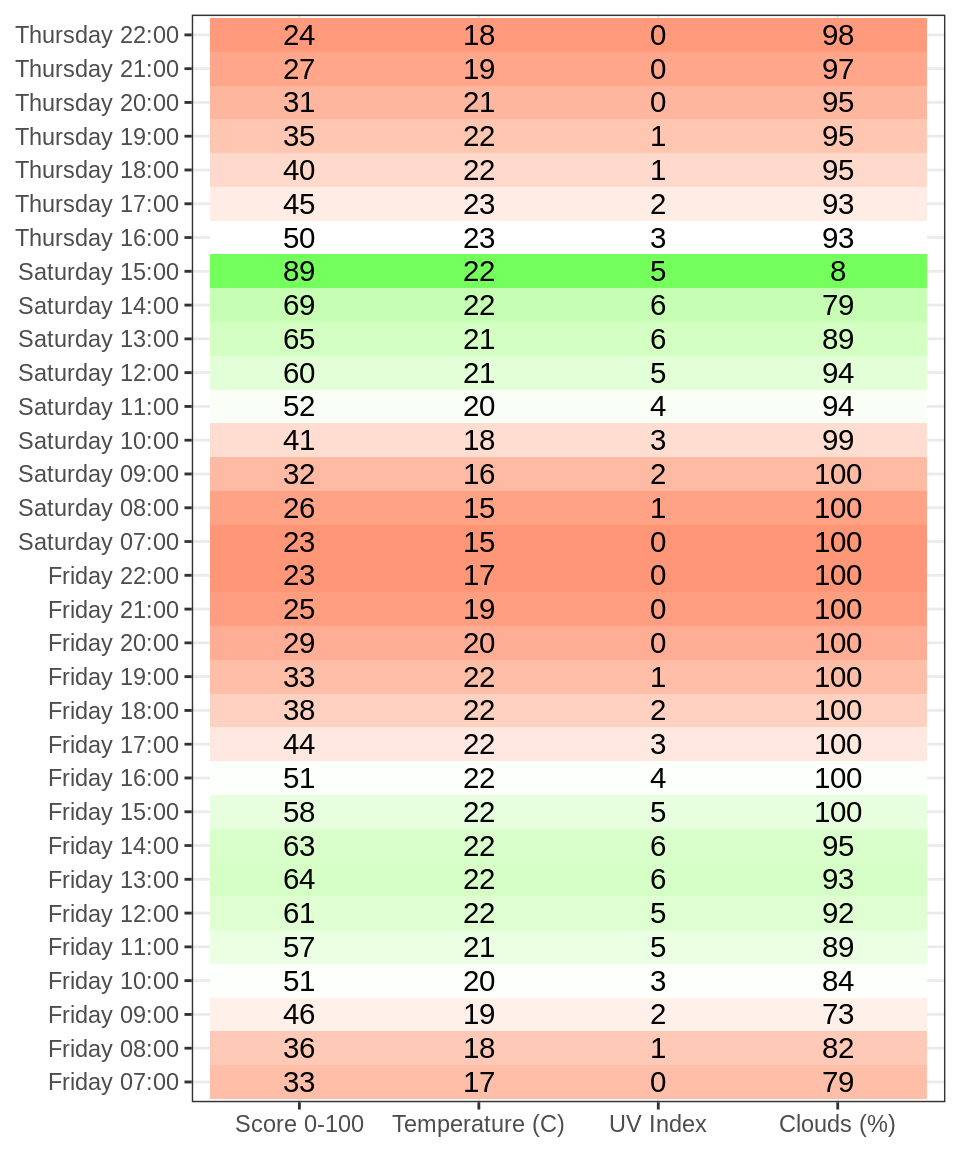 Thursday 22:00 24 18 0 98
Thursday 21:00 27 19 0 97
Thursday 20:00 31 21 0 95
Thursday 19:00 35 22 1 95
Thursday 18:00 40 22 1 95
Thursday 17:00 45 23 2 93
Thursday 16:00 50 23 3 93
Saturday 15:00 89 22 5 8
Saturday 14:00 69 22 6 79
Saturday 13:00 65 21 6 89
Saturday 12:00 60 21 5 94
Saturday 11:00 52 20 4 94
Saturday 10:00 41 18 3 99
Saturday 09:00 32 16 2 100
Saturday 08:00 26 15 1 100
Saturday 07:00 23 15 0 100
Friday 22:00 23 17 0 100
Friday 21:00 25 19 0 100
Friday 20:00 29 20 0 100
Friday 19:00 33 22 1 100
Friday 18:00 38 22 2 100
Friday 17:00 44 22 3 100
Friday 16:00 51 22 4 100
Friday 15:00 58 22 5 100
Friday 14:00 63 22 6 95
Friday 13:00 64 22 6 93
Friday 12:00 61 22 5 92
Friday 11:00 57 21 5 89
Friday 10:00 51 20 3 84
Friday 09:00 46 19 2 73
Friday 08:00 36 18 1 82
Friday 07:00 33 17 0 79
Score 0-100 Temperature (C) UV Index Clouds (%)